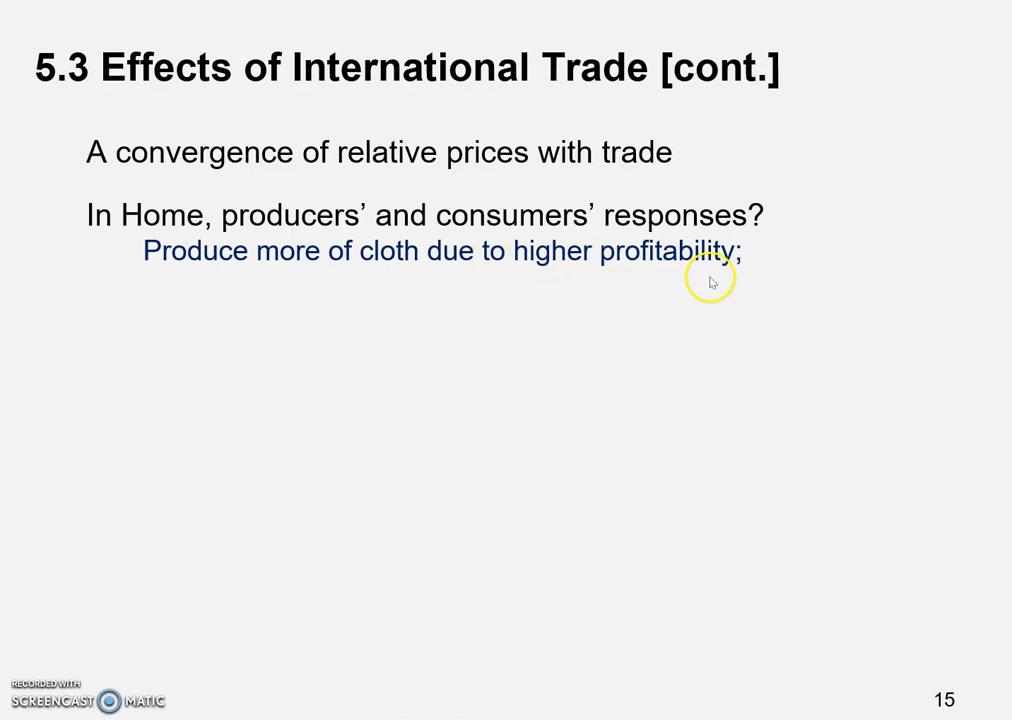 5.3 Effects of International Trade [cont.]
A convergence of relative prices with trade
In Home, producers’ and consumers’ responses?
Produce more of cloth due to higher profitability;
RECORDED WITH
SCREENCAST MATIC
15